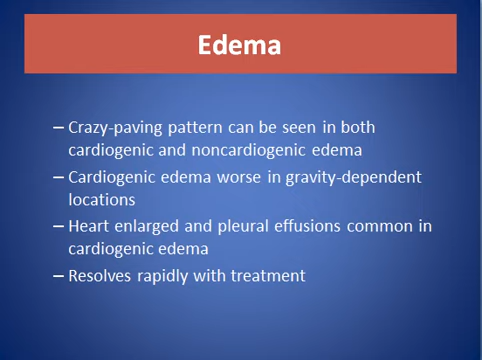 Edema
– Crazy-paving pattern can be seen in both
cardiogenic and noncardiogenic edema
– Cardiogenic edema worse in gravity-dependent
locations
– Heart enlarged and pleural effusions common in
cardiogenic edema
– Resolves rapidly with treatment